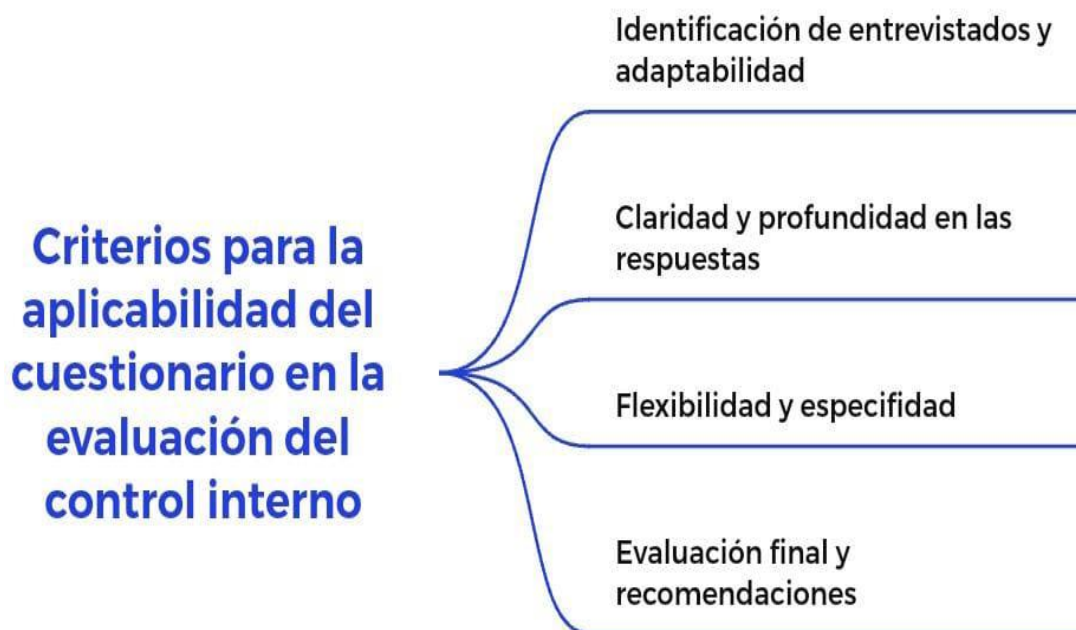 Criterios para la
aplicabilidad del
cuestionario en la
evaluación del
control interno
Identificación de entrevistados y
adaptabilidad
Claridad y profundidad en las
respuestas
Flexibilidad y especifidad
Evaluación final y
recomendaciones